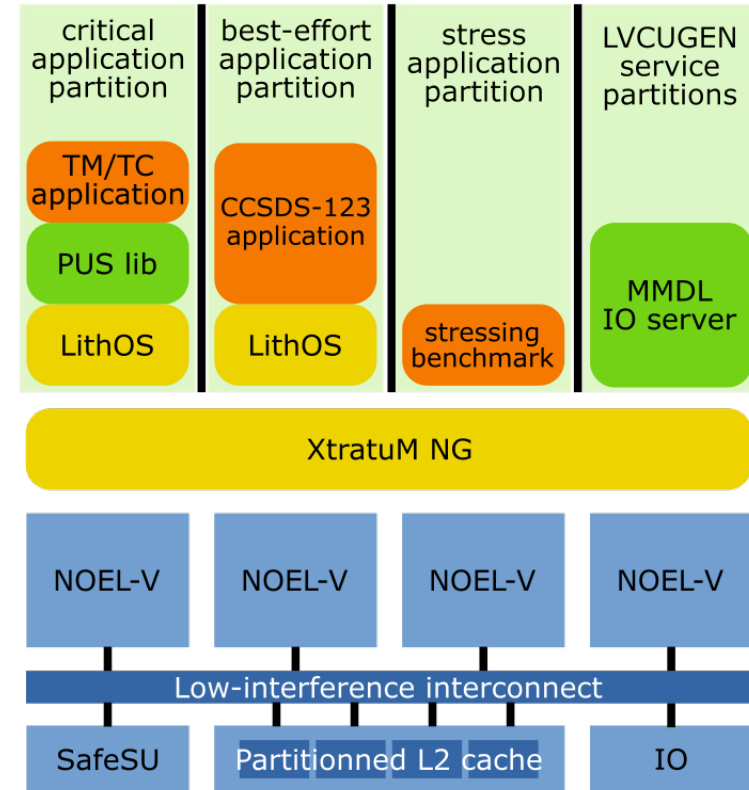 critical
application
partition
best-effort
application
partition
stress
application
partition
LVCUGEN
service
partitions
TM/TC
application
PUS lib
LithOS
CCSDS-123
application
LithOS
stressing
benchmark
MMDL
IO server
XtratuM NG
NOEL-V
NOEL-V
NOEL-V
NOEL-V
Low-interference interconnect
SafeSU
Partitionned L2 cache
IO